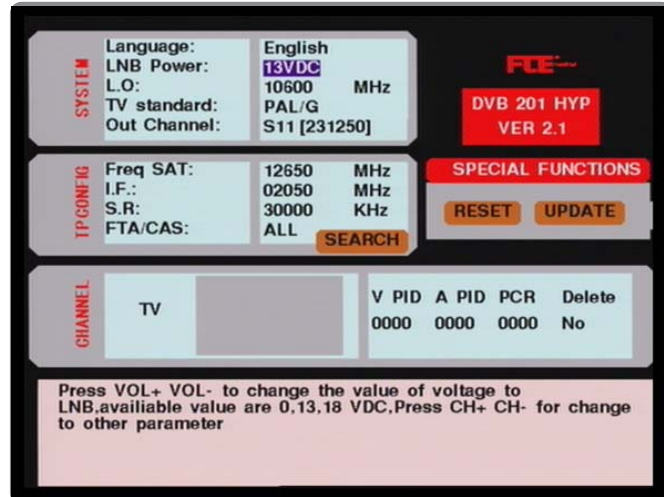 SYSTEM
Language: English
LNB Power: 13VDC
L.O: 10600 MHz
TV standard: PAL/G
Out Channel: S11 [231250]
FTE
DVB 201 HYP
VER 2.1
TP CONFIG
Freq SAT: 12650 MHz
I.F.: 02050 MHz
S.R: 30000 KHz
FTA/CAS: ALL
SEARCH
SPECIAL FUNCTIONS
RESET UPDATE
CHANNEL
TV
V PID A PID PCR Delete
0000 0000 0000 No
Press VOL+ VOL- to change the value of voltage to
LNB,availiable value are 0,13,18 VDC,Press CH+ CH- for change
to other parameter